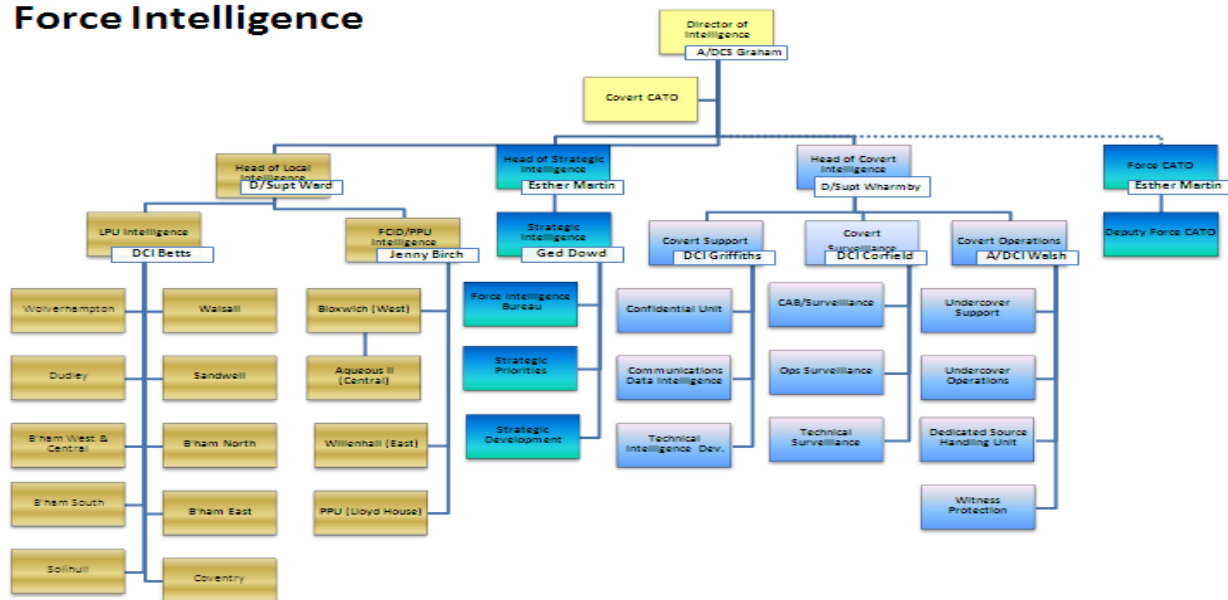 Force Intelligence
Director of
Intelligence
A/DCS Graham
Covert CATO
Head of Local
Intelligence
D/Supt Ward
Head of Strategic
Intelligence
Esther Martin
Head of Covert
Intelligence
D/Supt Wharmby
Force CATO
Esther Martin
LPU Intelligence
DCI Betts
FCID/PPU
Intelligence
Jenny Birch
Strategic
Intelligence
Ged Dowd
Covert Support
DCI Griffiths
Covert
Surveillance
DCI Corfield
Covert Operations
A/DCI Walsh
Deputy Force CATO
Wolverhampton
Walsall
Dudley
Sandwell
B'ham West &
Central
B'ham North
B'ham South
B'ham East
Solihull
Coventry
Bloxwich (West)
Aqueous II
(Central)
Willenhall (East)
PPU (Lloyd House)
Force Intelligence
Bureau
Strategic
Priorities
Strategic
Development
Confidential Unit
Communications
Data Intelligence
Technical
Intelligence Dev.
CAB/Surveillance
Ops Surveillance
Technical
Surveillance
Undercover
Support
Undercover
Operations
Dedicated Source
Handling Unit
Witness
Protection